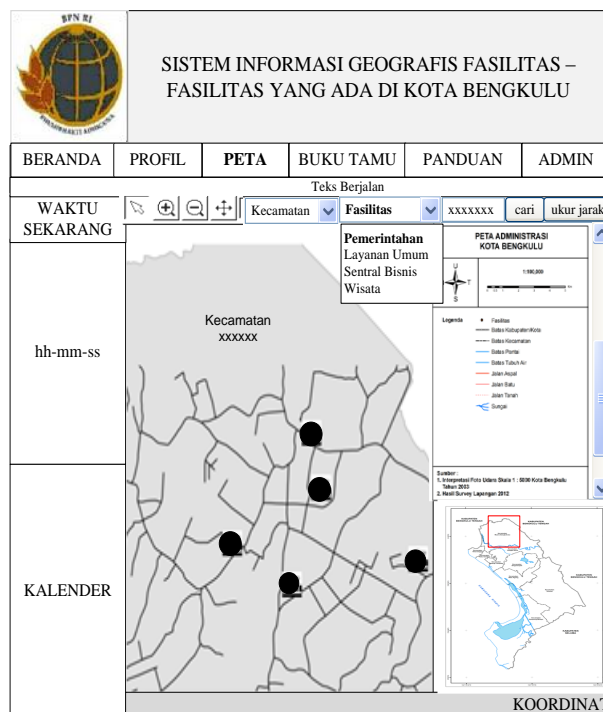 BPN RI
SISTEM INFORMASI GEOGRAFIS FASILITAS –
FASILITAS YANG ADA DI KOTA BENGKULU
BERANDA PROFIL PETA BUKU TAMU PANDUAN ADMIN
Teks Berjalan
WAKTU
SEKARANG
Kecamatan Fasilitas xxxxxxx cari ukur jarak
Pemerintahan
Layanan Umum
Sentral Bisnis
Wisata
hh-mm-ss
KALENDER
Kecamatan
xxxxxx
PETA ADMINISTRASI
KOTA BENGKULU
U
T
S
1:100,000
Legenda
Fasilitas
Batas Kabupaten/Kota
Batas Kecamatan
Batas Pantai
Batas Tubuh Air
Jalan Aspal
Jalan Batu
Jalan Tanah
Sungai
Sumber :
1. Interpretasi Foto Udara Skala 1 : 5000 Kota Bengkulu
Tahun 2003
2. Hasil Survey Lapangan 2012
KOORDINAT